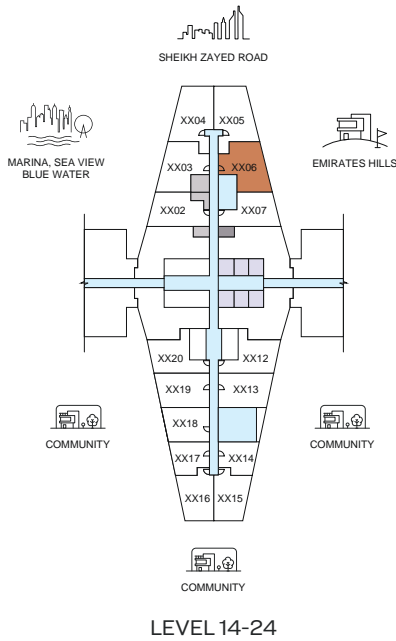 SHEIKH ZAYED ROAD
MARINA, SEA VIEW
BLUE WATER
EMIRATES HILLS
XX04 XX05
XX03 XX06
XX02 XX07
XX20 XX12
XX19 XX13
XX18
XX17 XX14
XX16 XX15
COMMUNITY
COMMUNITY
COMMUNITY
LEVEL 14-24